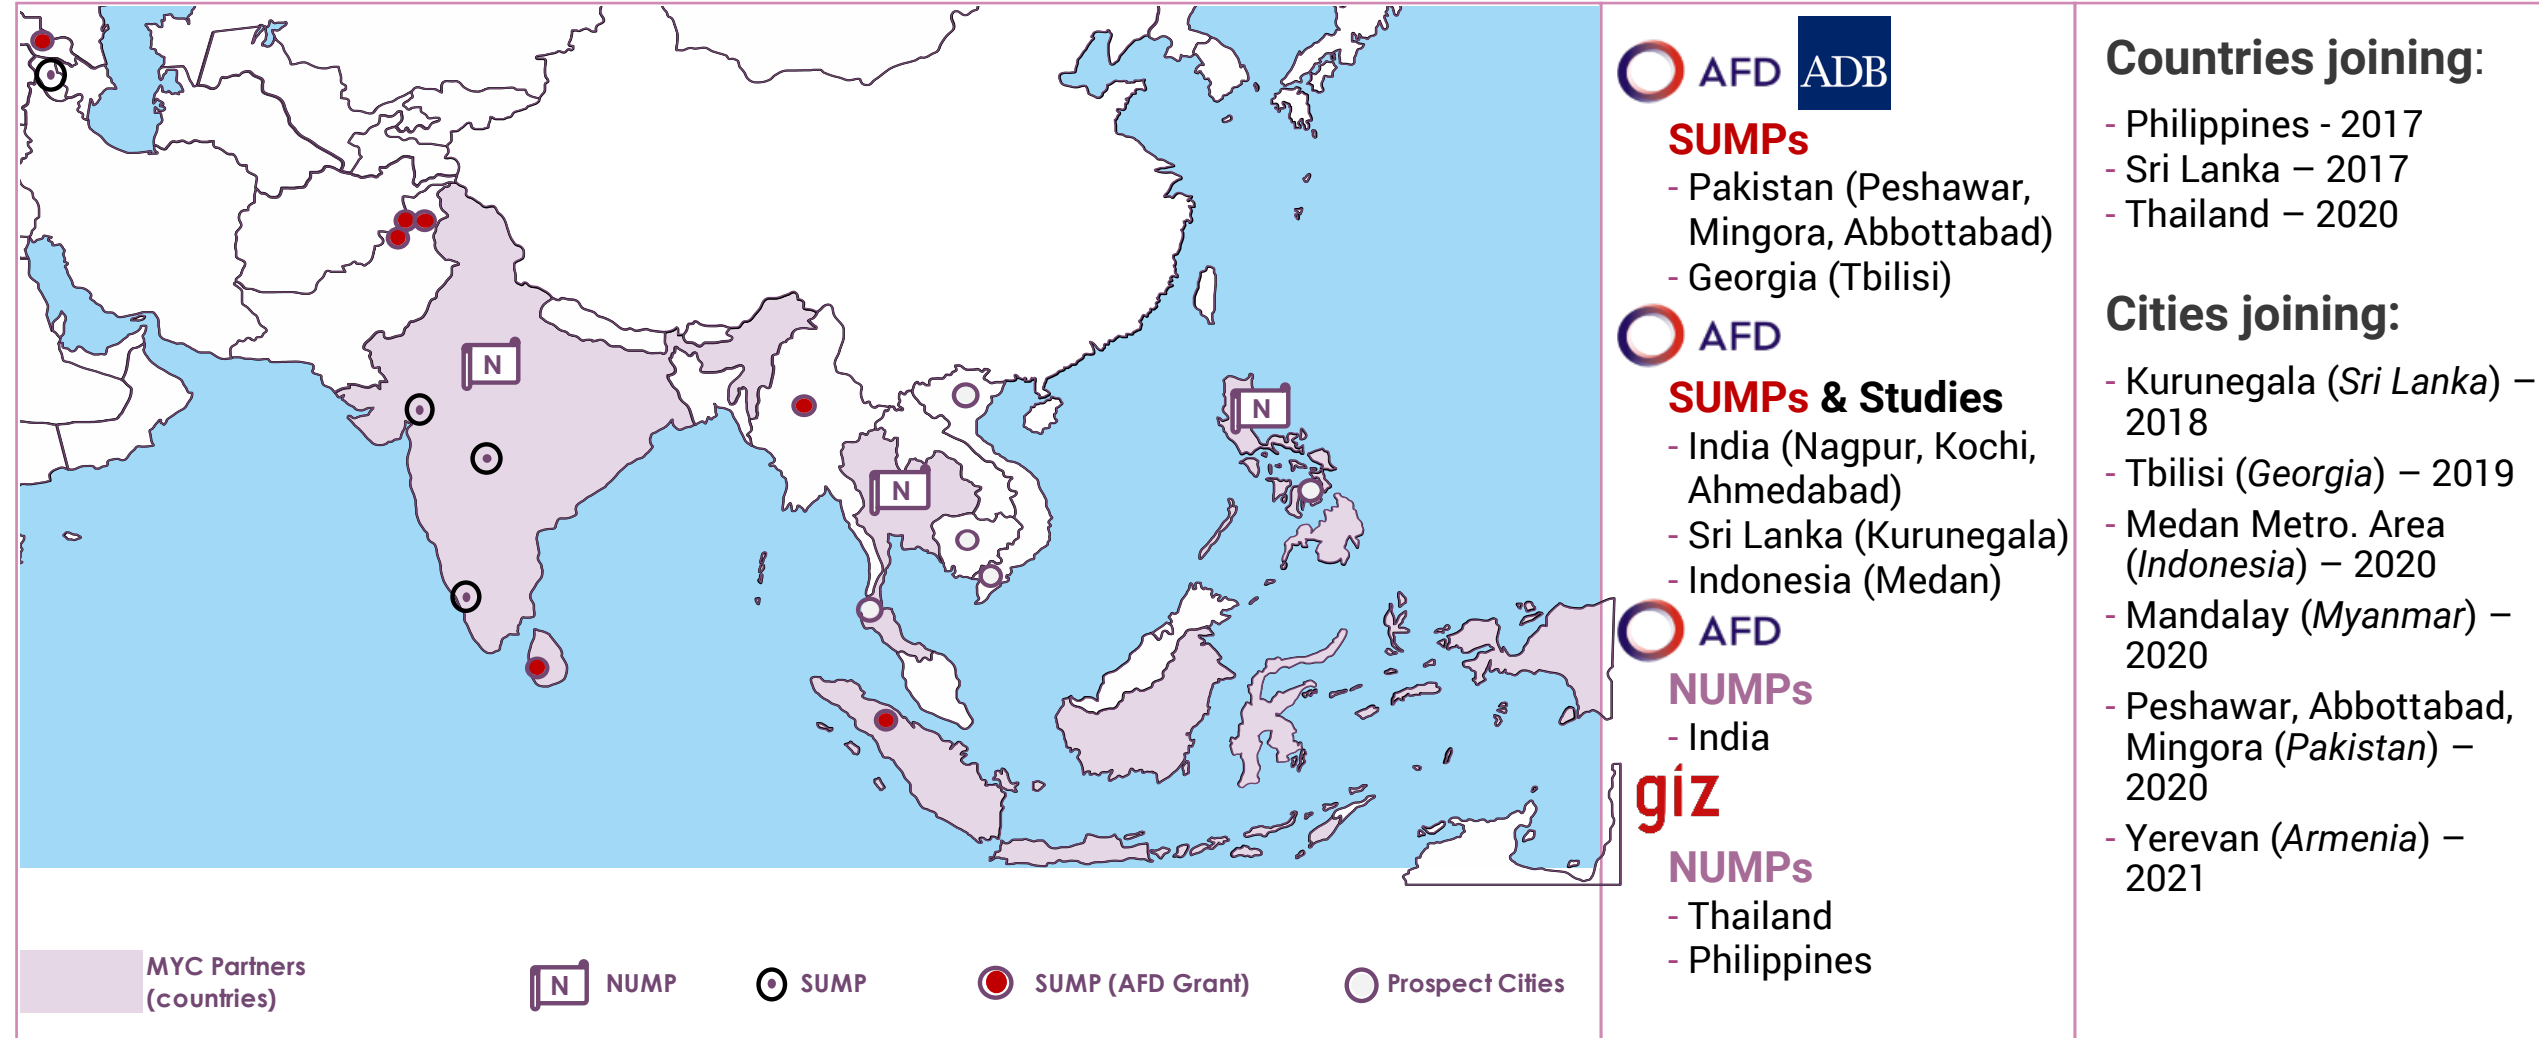 N
N
N
MYC Partners
(countries)
N
NUMP
SUMP
SUMP (AFD Grant)
Prospect Cities
AFD
ADB
SUMPs
- Pakistan (Peshawar,
Mingora, Abbottabad)
- Georgia (Tbilisi)
AFD
SUMPs & Studies
- India (Nagpur, Kochi,
Ahmedabad)
- Sri Lanka (Kurunegala)
- Indonesia (Medan)
AFD
NUMPs
- India
giz
NUMPs
- Thailand
- Philippines
Countries joining:
- Philippines - 2017
- Sri Lanka – 2017
- Thailand – 2020
Cities joining:
- Kurunegala (Sri Lanka) –
2018
- Tbilisi (Georgia) – 2019
- Medan Metro. Area
(Indonesia) – 2020
- Mandalay (Myanmar) –
2020
- Peshawar, Abbottabad,
Mingora (Pakistan) –
2020
- Yerevan (Armenia) –
2021